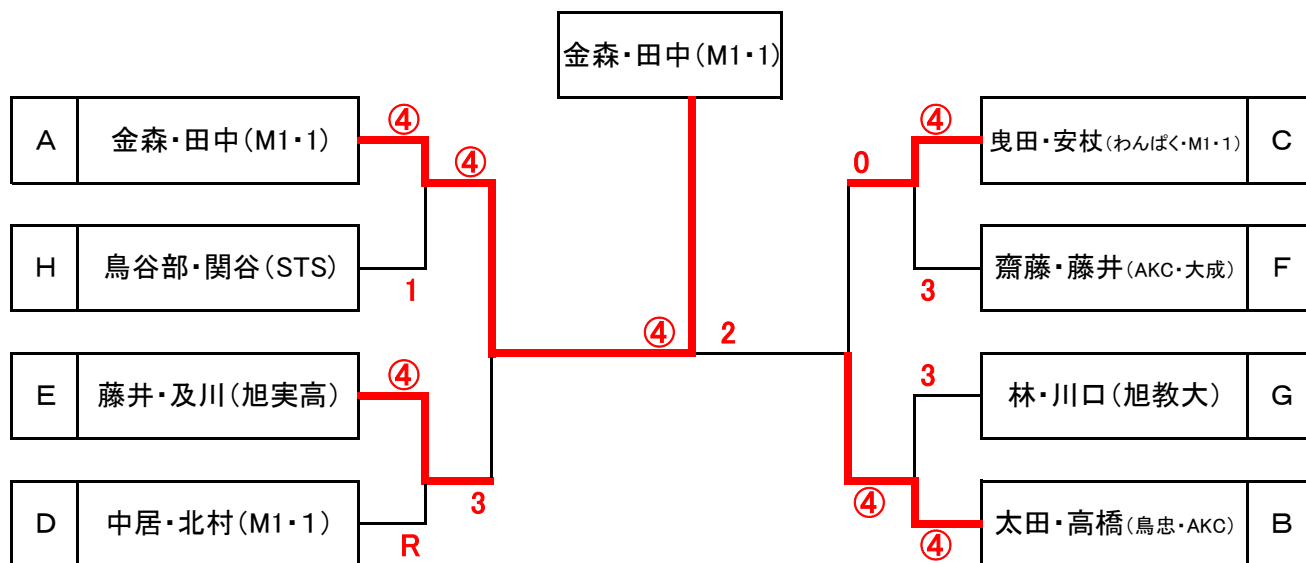 金森・田中(M1・1)
A 金森・田中(M1・1) ④ ④ 0 ④ 曳田・安杖(わんぱく・M1・1) C
H 鳥谷部・関谷(STS) 1 3 齋藤・藤井(AKC・大成) F
④ 2
E 藤井・及川(旭実高) ④ 3 林・川口(旭教大) G
D 中居・北村(M1・1) R 3 ④ ④ 太田・高橋(鳥忠・AKC) B